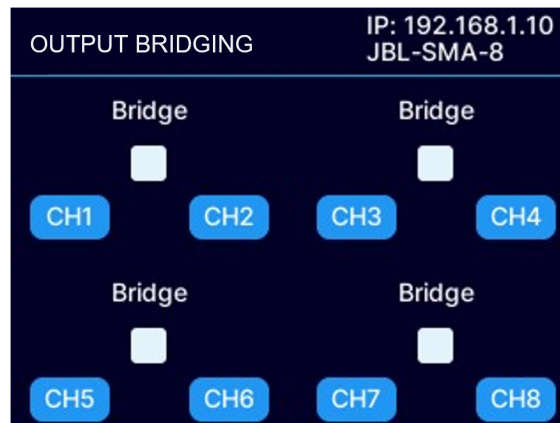 OUTPUT BRIDGING
IP: 192.168.1.10
JBL-SMA-8
Bridge Bridge
CH1 CH2 CH3 CH4
Bridge Bridge
CH5 CH6 CH7 CH8